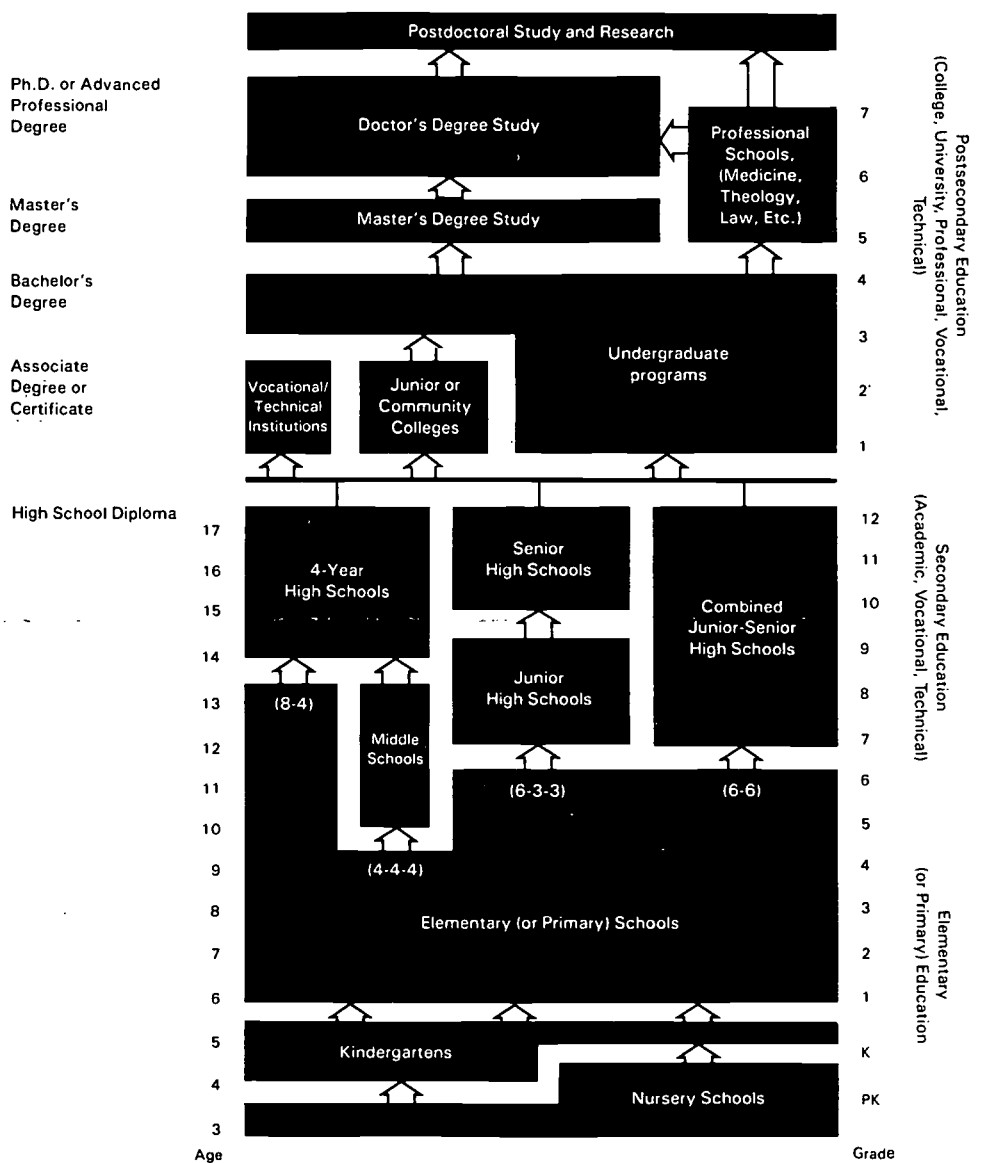 Postdoctoral Study and Research
Ph.D. or Advanced
Professional
Degree
Doctor's Degree Study
Professional
Schools,
(Medicine,
Theology,
Law, Etc.)
7
6
Master's
Degree
Master's Degree Study
5
Bachelor's
Degree
4
3
Undergraduate
programs
Associate
Degree or
Certificate
Vocational/
Technical
Institutions
Junior or
Community
Colleges
2
1
Postsecondary Education
(College, University, Professional, Vocational,
Technical)
High School Diploma
17
16
15
14
13
12
11
10
9
8
7
6
5
4
3
Age
4-Year
High Schools
Senior
High Schools
Combined
Junior-Senior
High Schools
Junior
High Schools
(8-4)
Middle
Schools
(6-3-3)
(6-6)
(4-4-4)
Elementary (or Primary) Schools
Kindergartens
Nursery Schools
12
11
10
9
8
7
6
5
4
3
2
1
K
PK
Grade
Secondary Education
(Academic, Vocational, Technical)
Elementary
(or Primary) Education